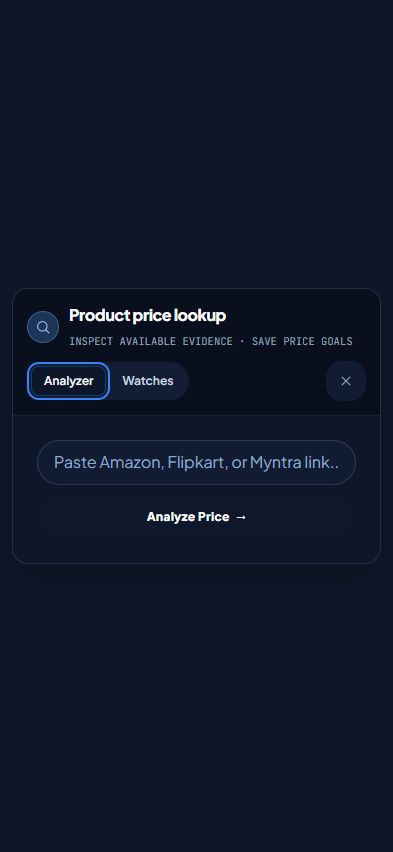 Product price lookup
INSPECT AVAILABLE EVIDENCE · SAVE PRICE GOALS
Analyzer Watches ×
Paste Amazon, Flipkart, or Myntra link..
Analyze Price →